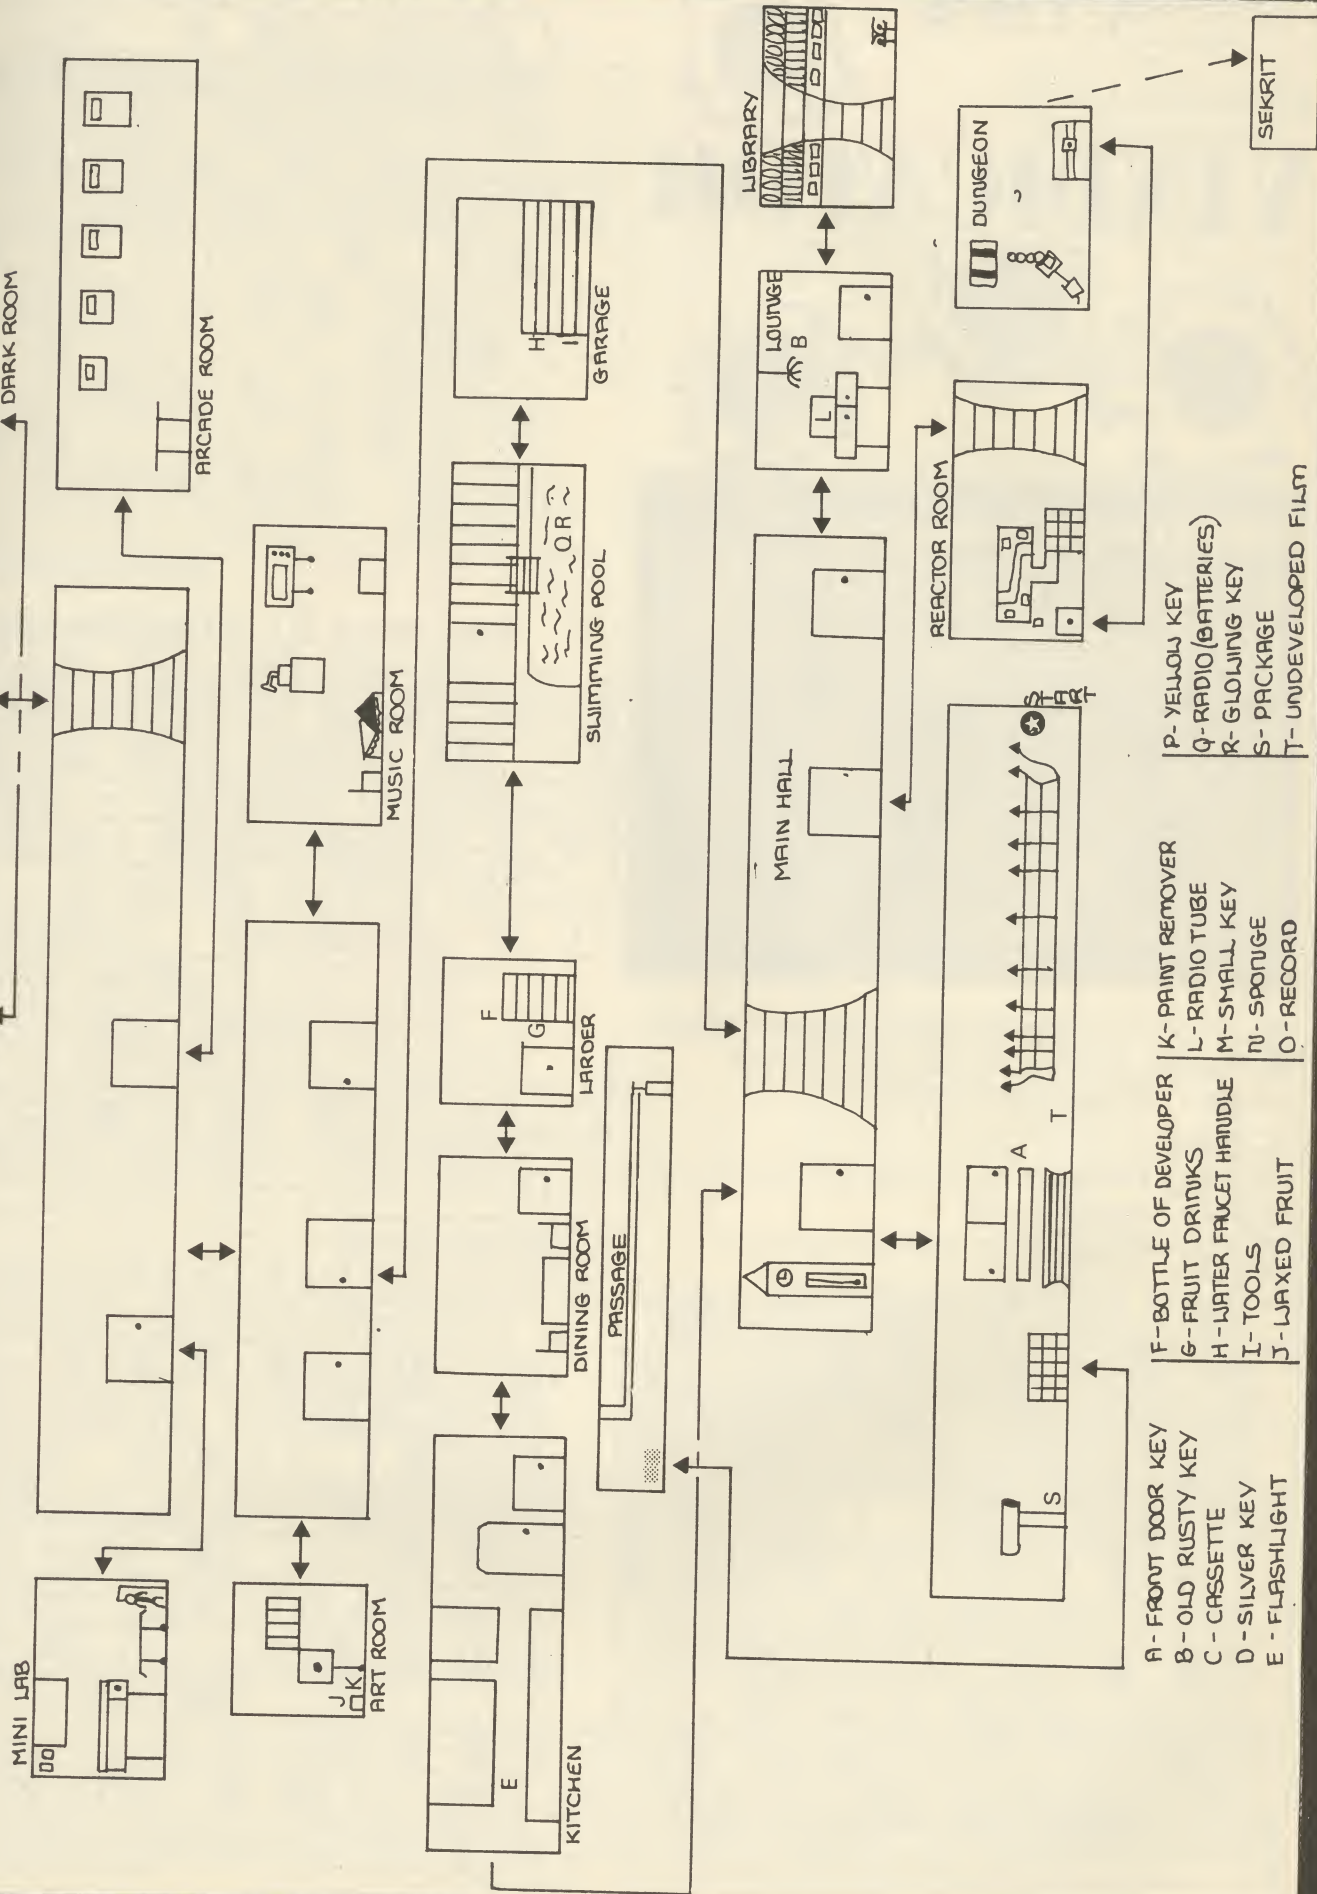 DARK ROOM
ARCADE ROOM
MINI LAB
MUSIC ROOM
ART ROOM
GARAGE
H
I
SWIMMING POOL
Q R
LARDER
F
G
DINING ROOM
KITCHEN
E
J
K
PASSAGE
LIBRARY
LOUNGE
B
L
MAIN HALL
DUNGEON
REACTOR ROOM
SEKRIT
START
A
T
S
A - FRONT DOOR KEY
B - OLD RUSTY KEY
C - CASSETTE
D - SILVER KEY
E - FLASHLIGHT
F - BOTTLE OF DEVELOPER
G - FRUIT DRINKS
H - WATER FAUCET HANDLE
I - TOOLS
J - WAXED FRUIT
K - PAINT REMOVER
L - RADIO TUBE
M - SMALL KEY
N - SPONGE
O - RECORD
P - YELLOW KEY
Q - RADIO (BATTERIES)
R - GLOWING KEY
S - PACKAGE
T - UNDEVELOPED FILM